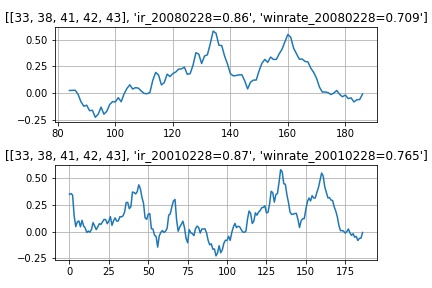 [[33, 38, 41, 42, 43], 'ir_20080228=0.86', 'winrate_20080228=0.709']
0.50
0.25
0.00
−0.25
80 100 120 140 160 180
[[33, 38, 41, 42, 43], 'ir_20010228=0.87', 'winrate_20010228=0.765']
0.50
0.25
0.00
−0.25
0 25 50 75 100 125 150 175